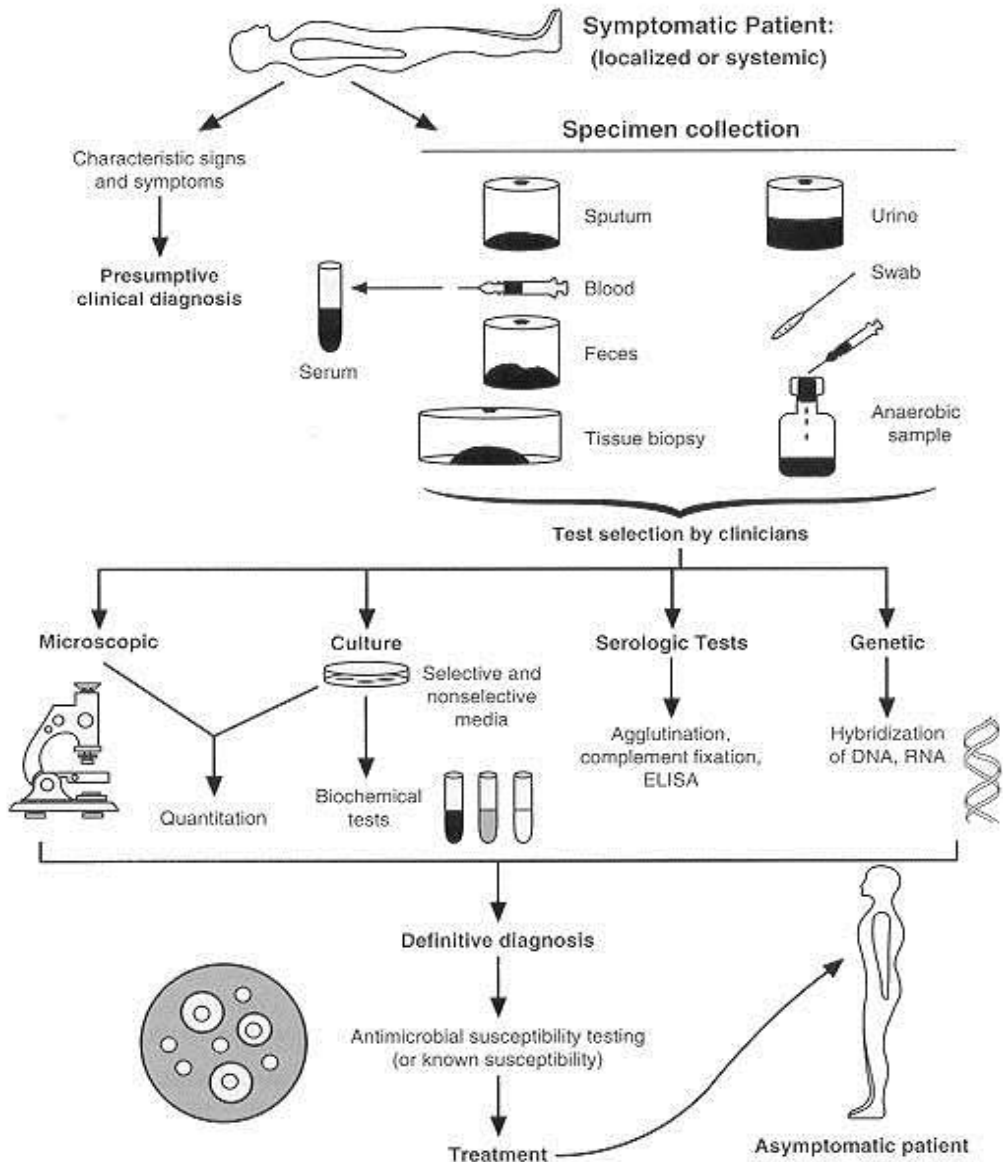 Symptomatic Patient:
(localized or systemic)
Characteristic signs
and symptoms
Presumptive
clinical diagnosis
Specimen collection
Sputum
Urine
Blood
Swab
Serum
Feces
Anaerobic
sample
Tissue biopsy
Test selection by clinicians
Microscopic
Culture
Serologic Tests
Genetic
Selective and
nonselective
media
Agglutination,
complement fixation,
ELISA
Hybridization
of DNA, RNA
Quantitation
Biochemical
tests
Definitive diagnosis
Antimicrobial susceptibility testing
(or known susceptibility)
Treatment
Asymptomatic patient